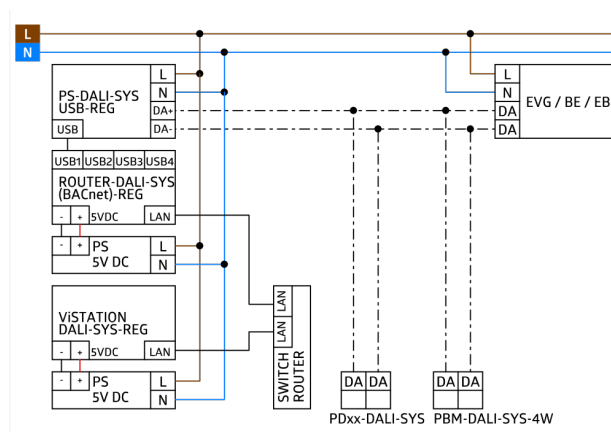 L
N
PS-DALI-SYS
USB-REG
L
N
DA+
DA-
USB
EVG / BE / EB
L
N
DA
DA
USB1 USB2 USB3 USB4
ROUTER-DALI-SYS
(BACnet)-REG
- + 5VDC LAN
- + PS
5V DC
L
N
ViSTATION
DALI-SYS-REG
- + 5VDC LAN
- + PS
5V DC
L
N
LAN
LAN
SWITCH
ROUTER
DA DA
PDxx-DALI-SYS
DA DA
PBM-DALI-SYS-4W